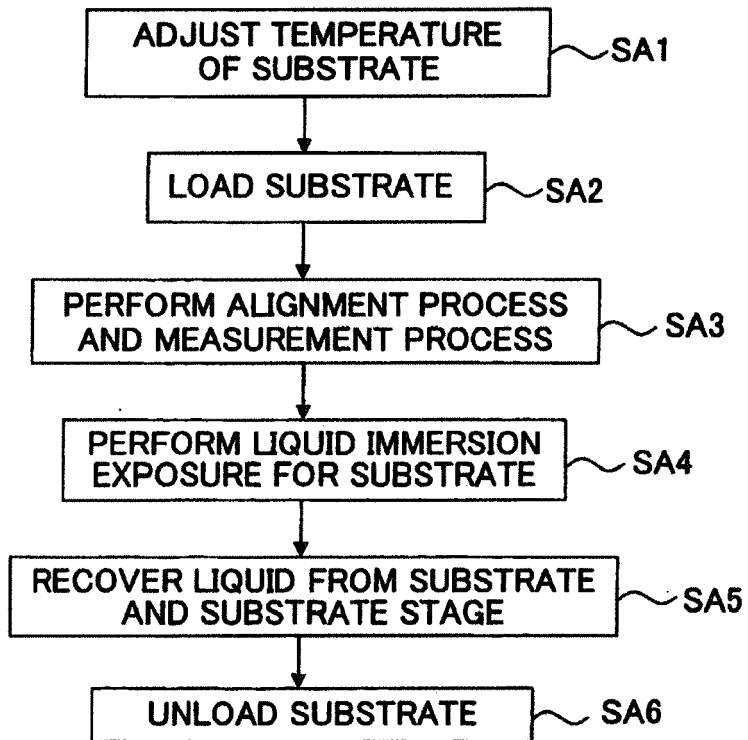 ADJUST TEMPERATURE
OF SUBSTRATE
SA1
LOAD SUBSTRATE
SA2
PERFORM ALIGNMENT PROCESS
AND MEASUREMENT PROCESS
SA3
PERFORM LIQUID IMMERSION
EXPOSURE FOR SUBSTRATE
SA4
RECOVER LIQUID FROM SUBSTRATE
AND SUBSTRATE STAGE
SA5
UNLOAD SUBSTRATE
SA6